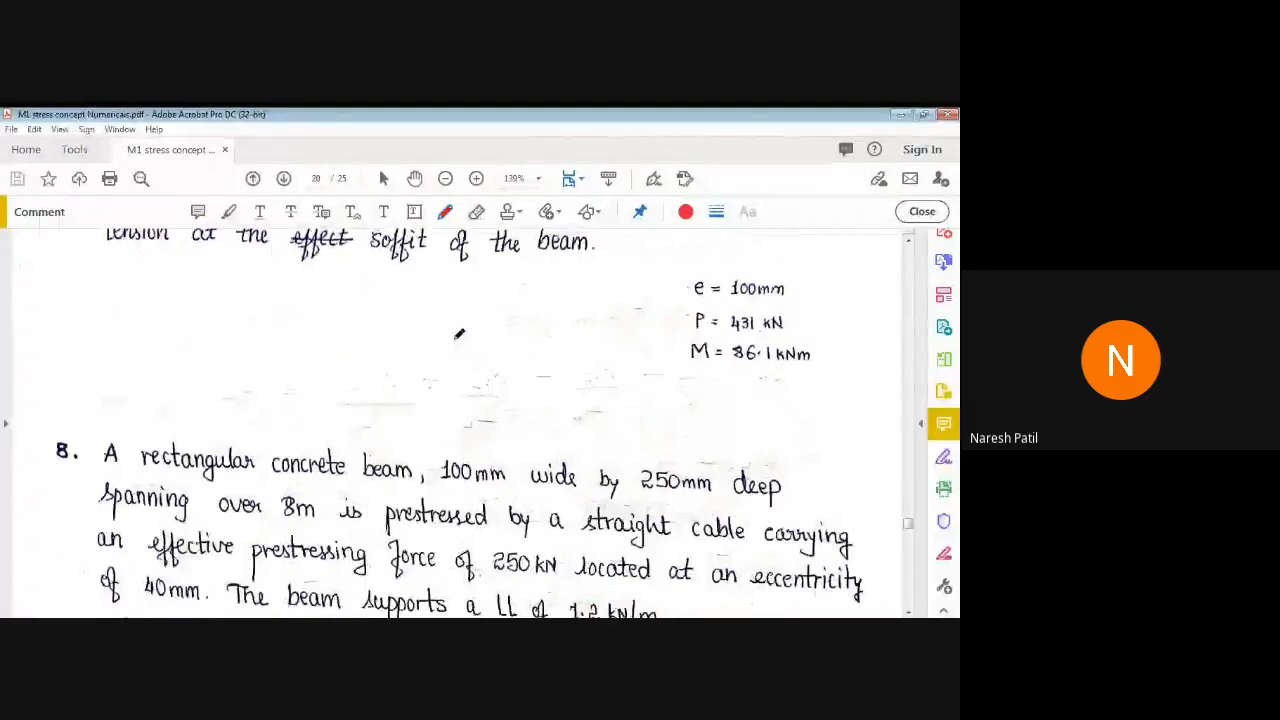 M1 stress concept Numericals.pdf - Adobe Acrobat Pro DC (32-bit)
File Edit View Sign Window Help
Home Tools M1 stress concept ... × Sign In
20 / 25 139%
Comment Close
tension at the effect soffit of the beam.
e = 100mm
P = 431 kN
M = 86.1 kNm
8. A rectangular concrete beam, 100mm wide by 250mm deep
spanning over 8m is prestressed by a straight cable carrying
an effective prestressing force of 250kN located at an eccentricity
of 40mm. The beam supports a LL of 1.2 kN/m
N
Naresh Patil